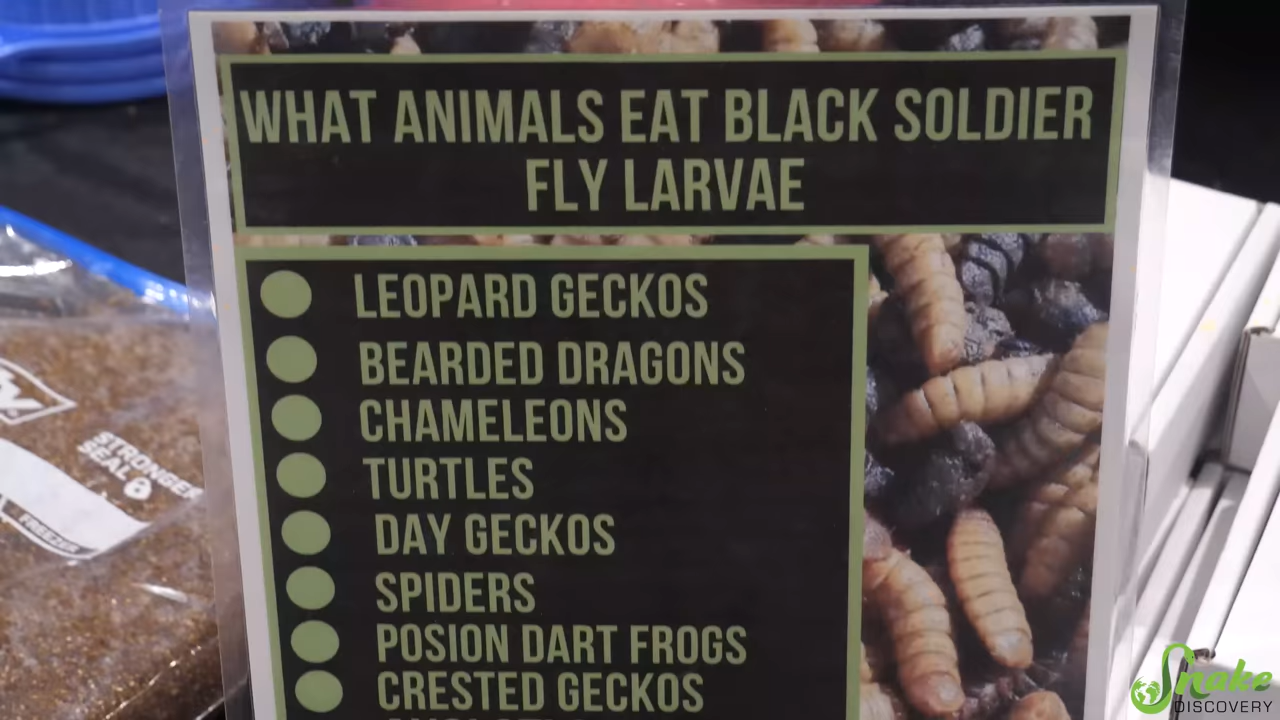 WHAT ANIMALS EAT BLACK SOLDIER
FLY LARVAE
LEOPARD GECKOS
BEARDED DRAGONS
CHAMELEONS
TURTLES
DAY GECKOS
SPIDERS
POSION DART FROGS
CRESTED GECKOS
STRONGER
SEAL
FREEZER
Snake
DISCOVERY